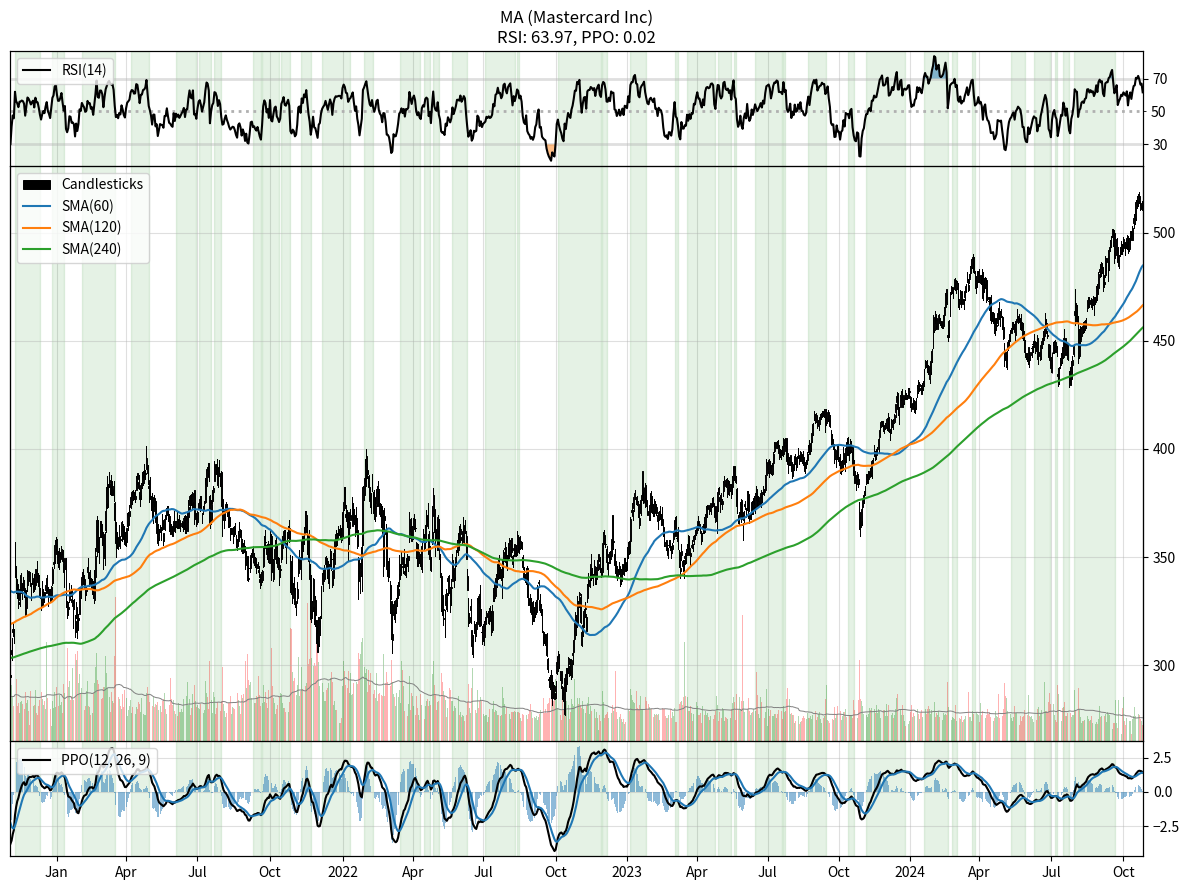 MA (Mastercard Inc)
RSI: 63.97, PPO: 0.02
RSI(14)
70
50
30
Candlesticks
SMA(60)
SMA(120)
SMA(240)
500
450
400
350
300
PPO(12, 26, 9)
2.5
0.0
−2.5
Jan Apr Jul Oct 2022 Apr Jul Oct 2023 Apr Jul Oct 2024 Apr Jul Oct